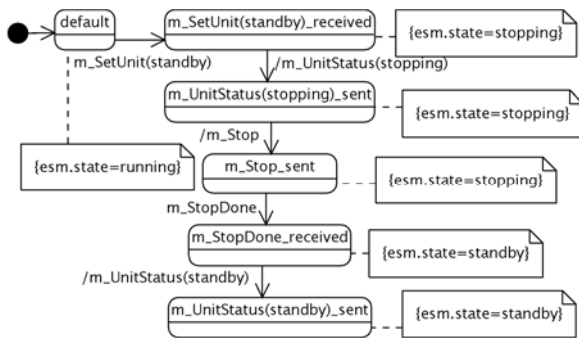 default
m_SetUnit(standby)_received
{esm.state=stopping}
m_SetUnit(standby)
/m_UnitStatus(stopping)
m_UnitStatus(stopping)_sent
{esm.state=stopping}
/m_Stop
{esm.state=running}
m_Stop_sent
{esm.state=stopping}
m_StopDone
m_StopDone_received
{esm.state=standby}
/m_UnitStatus(standby)
m_UnitStatus(standby)_sent
{esm.state=standby}